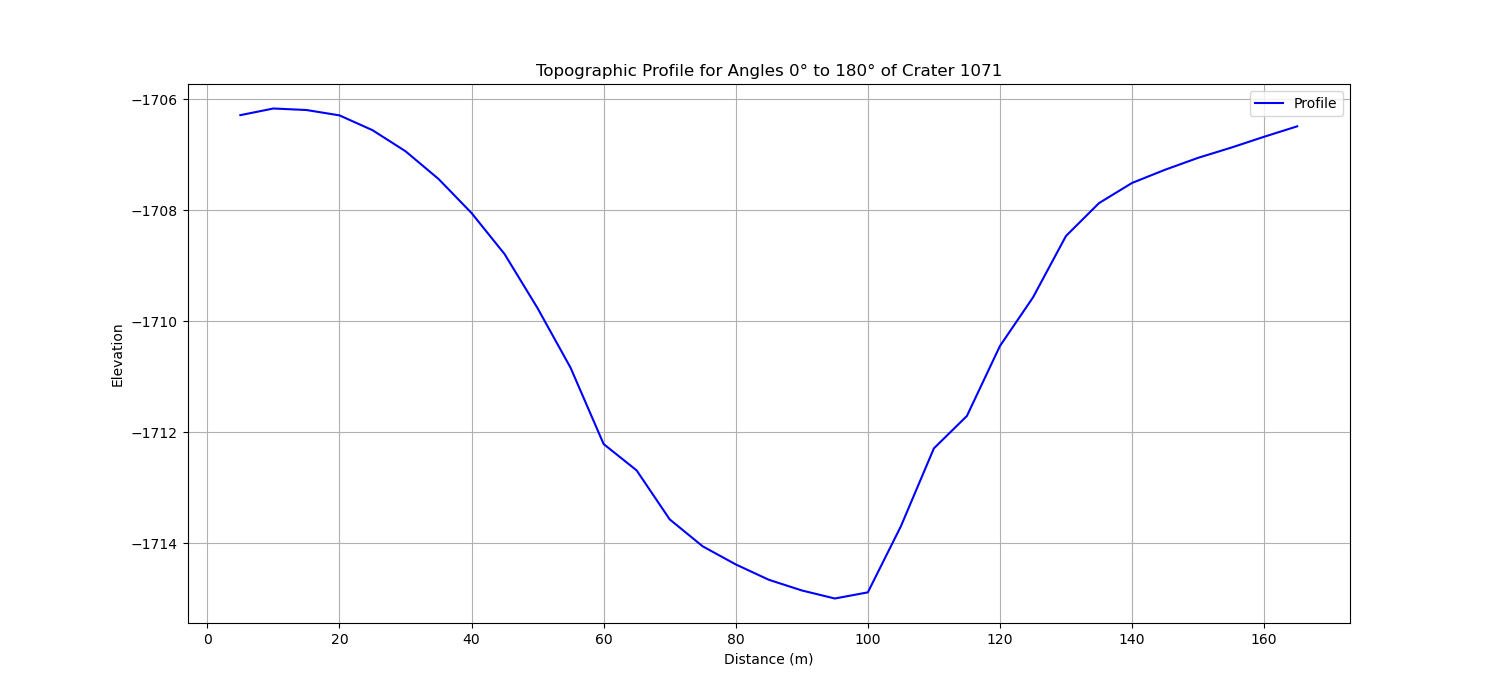 Topographic Profile for Angles 0° to 180° of Crater 1071
Profile
Elevation
−1706
−1708
−1710
−1712
−1714
0 20 40 60 80 100 120 140 160
Distance (m)